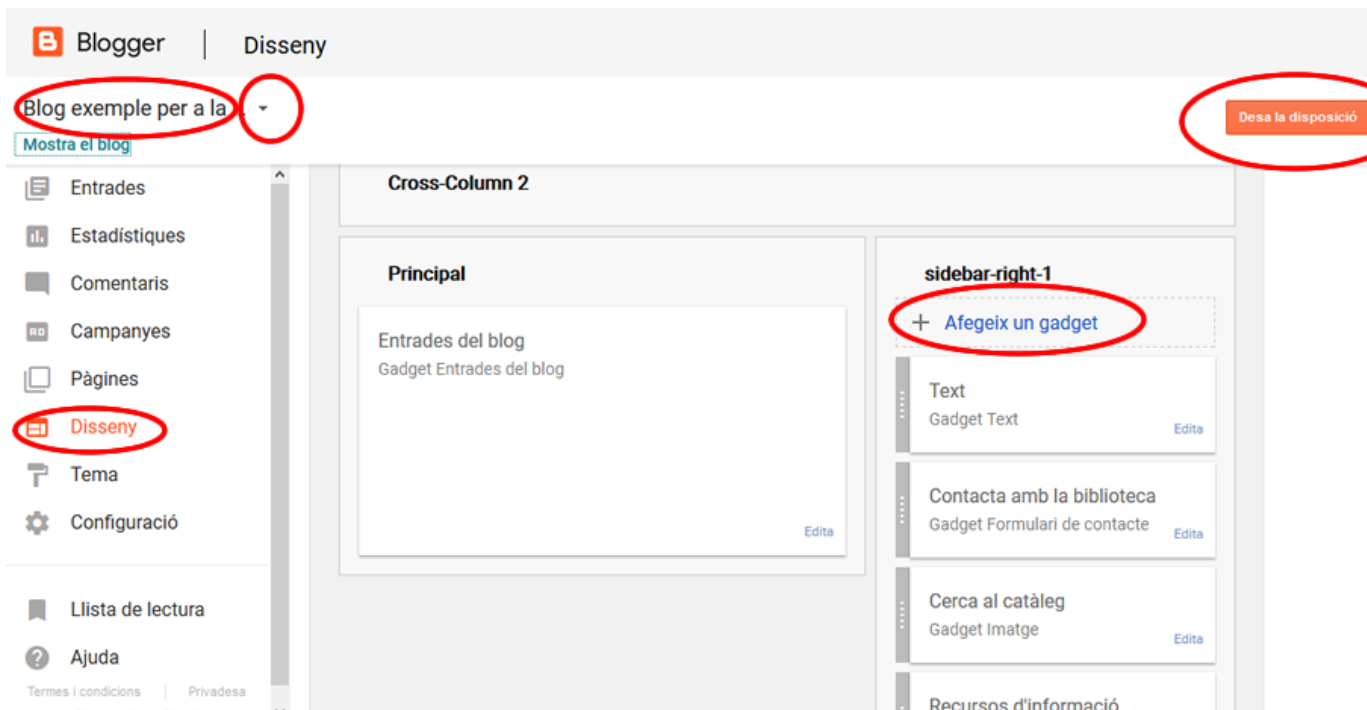 Blogger | Disseny
Blog exemple per a la ...
Desa la disposició
Mostra el blog
Entrades
Estadístiques
Comentaris
Campanyes
Pàgines
Disseny
Tema
Configuració
Llista de lectura
Ajuda
Termes i condicions | Privadesa
Cross-Column 2
Principal
Entrades del blog
Gadget Entrades del blog
Edita
sidebar-right-1
+ Afegeix un gadget
Text
Gadget Text
Edita
Contacta amb la biblioteca
Gadget Formulari de contacte
Edita
Cerca al catàleg
Gadget Imatge
Edita
Recursos d'informació